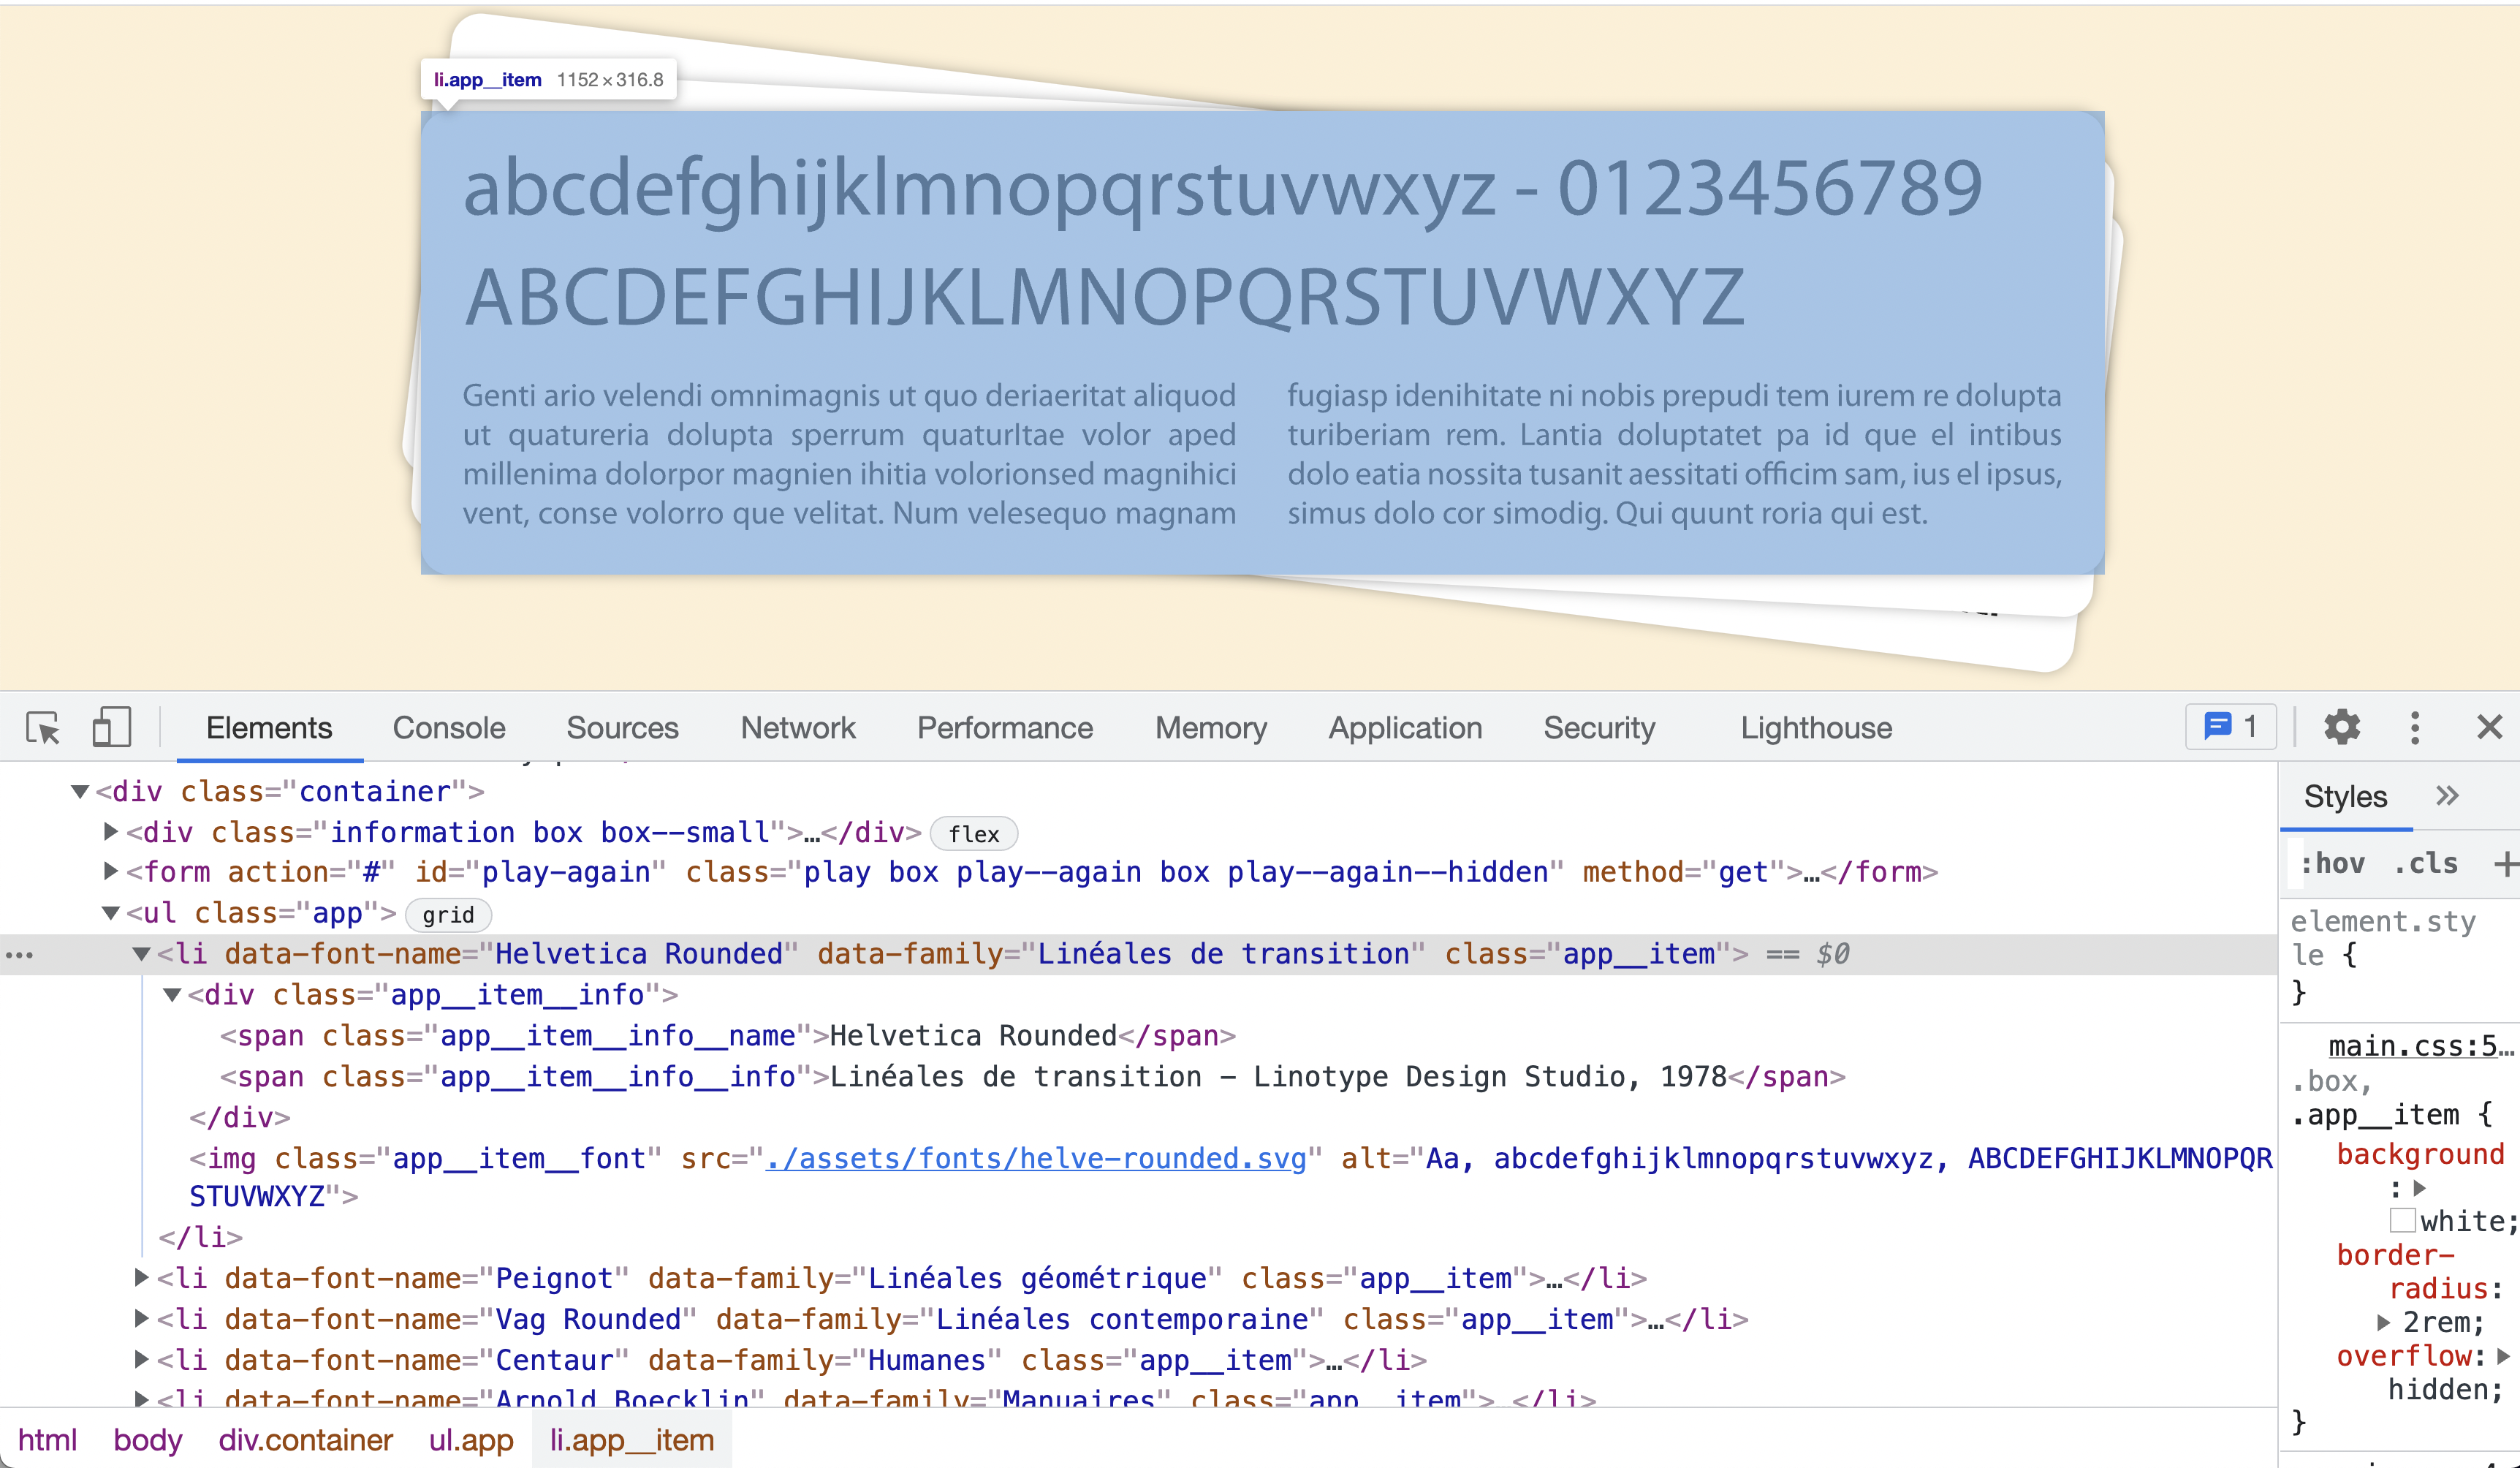 li.app__item 1152×316.8
abcdefghijklmnopqrstuvwxyz - 0123456789
ABCDEFGHIJKLMNOPQRSTUVWXYZ
Genti ario velendi omnimagnis ut quo deriaeritat aliquod
ut quatureria dolupta sperrum quaturItae volor aped
millenima dolorpor magnien ihitia volorionsed magnihici
vent, conse volorro que velitat. Num velesequo magnam
fugiasp idenihitate ni nobis prepudi tem iurem re dolupta
turiberiam rem. Lantia doluptatet pa id que el intibus
dolo eatia nossita tusanit aessitati officim sam, ius el ipsus,
simus dolo cor simodig. Qui quunt roria qui est.
Elements Console Sources Network Performance Memory Application Security Lighthouse 1
<div class="container">
<div class="information box box--small">…</div> flex
<form action="#" id="play-again" class="play box play--again box play--again--hidden" method="get">…</form>
<ul class="app"> grid
<li data-font-name="Helvetica Rounded" data-family="Linéales de transition" class="app__item"> == $0
<div class="app__item__info">
<span class="app__item__info__name">Helvetica Rounded</span>
<span class="app__item__info__info">Linéales de transition – Linotype Design Studio, 1978</span>
</div>
<img class="app__item__font" src="./assets/fonts/helve-rounded.svg" alt="Aa, abcdefghijklmnopqrstuvwxyz, ABCDEFGHIJKLMNOPQR
STUVWXYZ">
</li>
<li data-font-name="Peignot" data-family="Linéales géométrique" class="app__item">…</li>
<li data-font-name="Vag Rounded" data-family="Linéales contemporaine" class="app__item">…</li>
<li data-font-name="Centaur" data-family="Humanes" class="app__item">…</li>
<li data-font-name="Arnold Boecklin" data-family="Manuaires" class="app__item">…</li>
html body div.container ul.app li.app__item
Styles
:hov .cls +
element.sty
le {
}
main.css:5…
.box,
.app__item {
background
:
white;
border-
radius:
2rem;
overflow:
hidden;
}